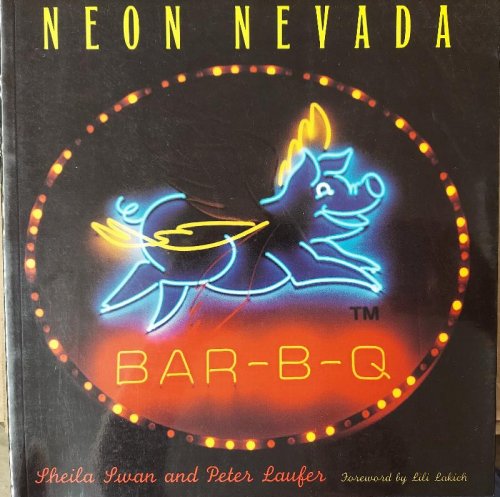 NEON NEVADA
TM
BAR-B-Q
Sheila Swan and Peter Laufer Foreword by Lili Lakich